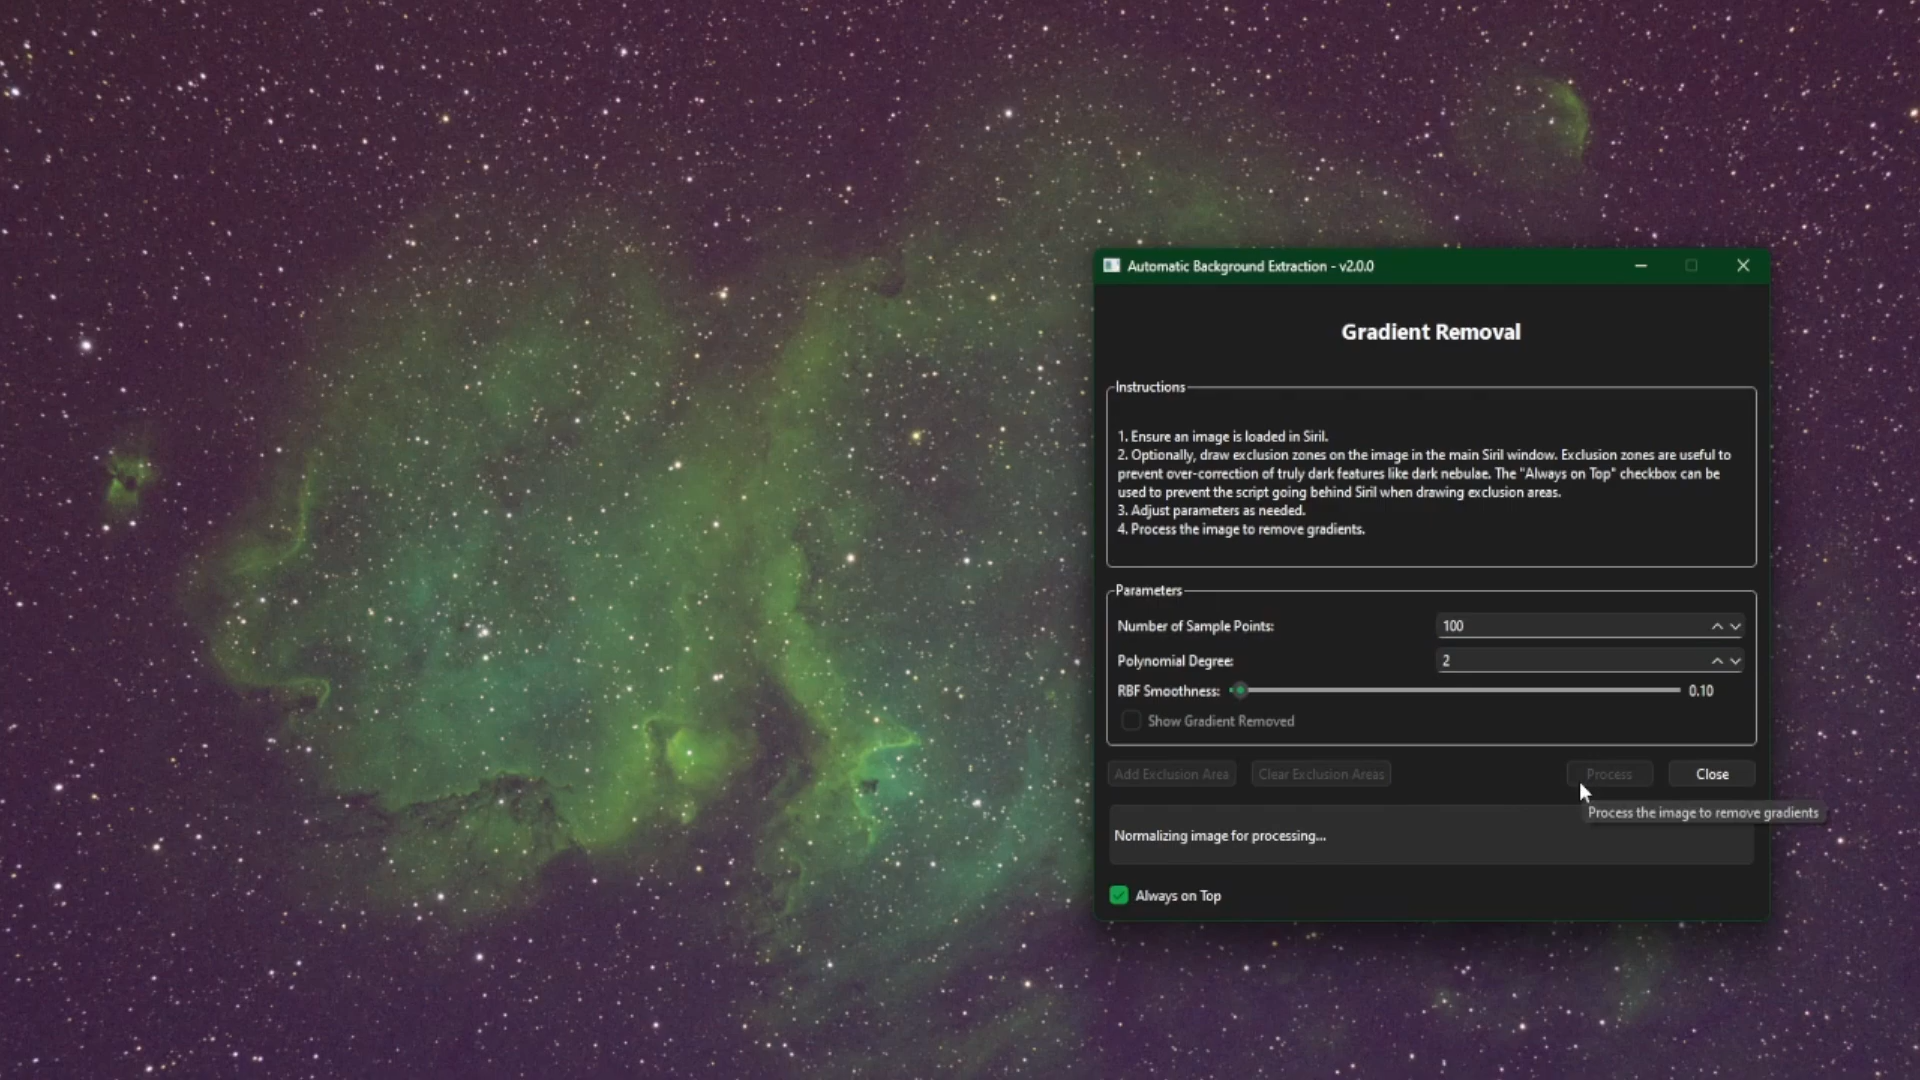 Automatic Background Extraction - v2.0.0
Gradient Removal
Instructions
1. Ensure an image is loaded in Siril.
2. Optionally, draw exclusion zones on the image in the main Siril window. Exclusion zones are useful to
prevent over-correction of truly dark features like dark nebulae. The "Always on Top" checkbox can be
used to prevent the script going behind Siril when drawing exclusion areas.
3. Adjust parameters as needed.
4. Process the image to remove gradients.
Parameters
Number of Sample Points: 100
Polynomial Degree: 2
RBF Smoothness: 0.10
Show Gradient Removed
Add Exclusion Area Clear Exclusion Areas Process Close
Process the image to remove gradients
Normalizing image for processing...
Always on Top